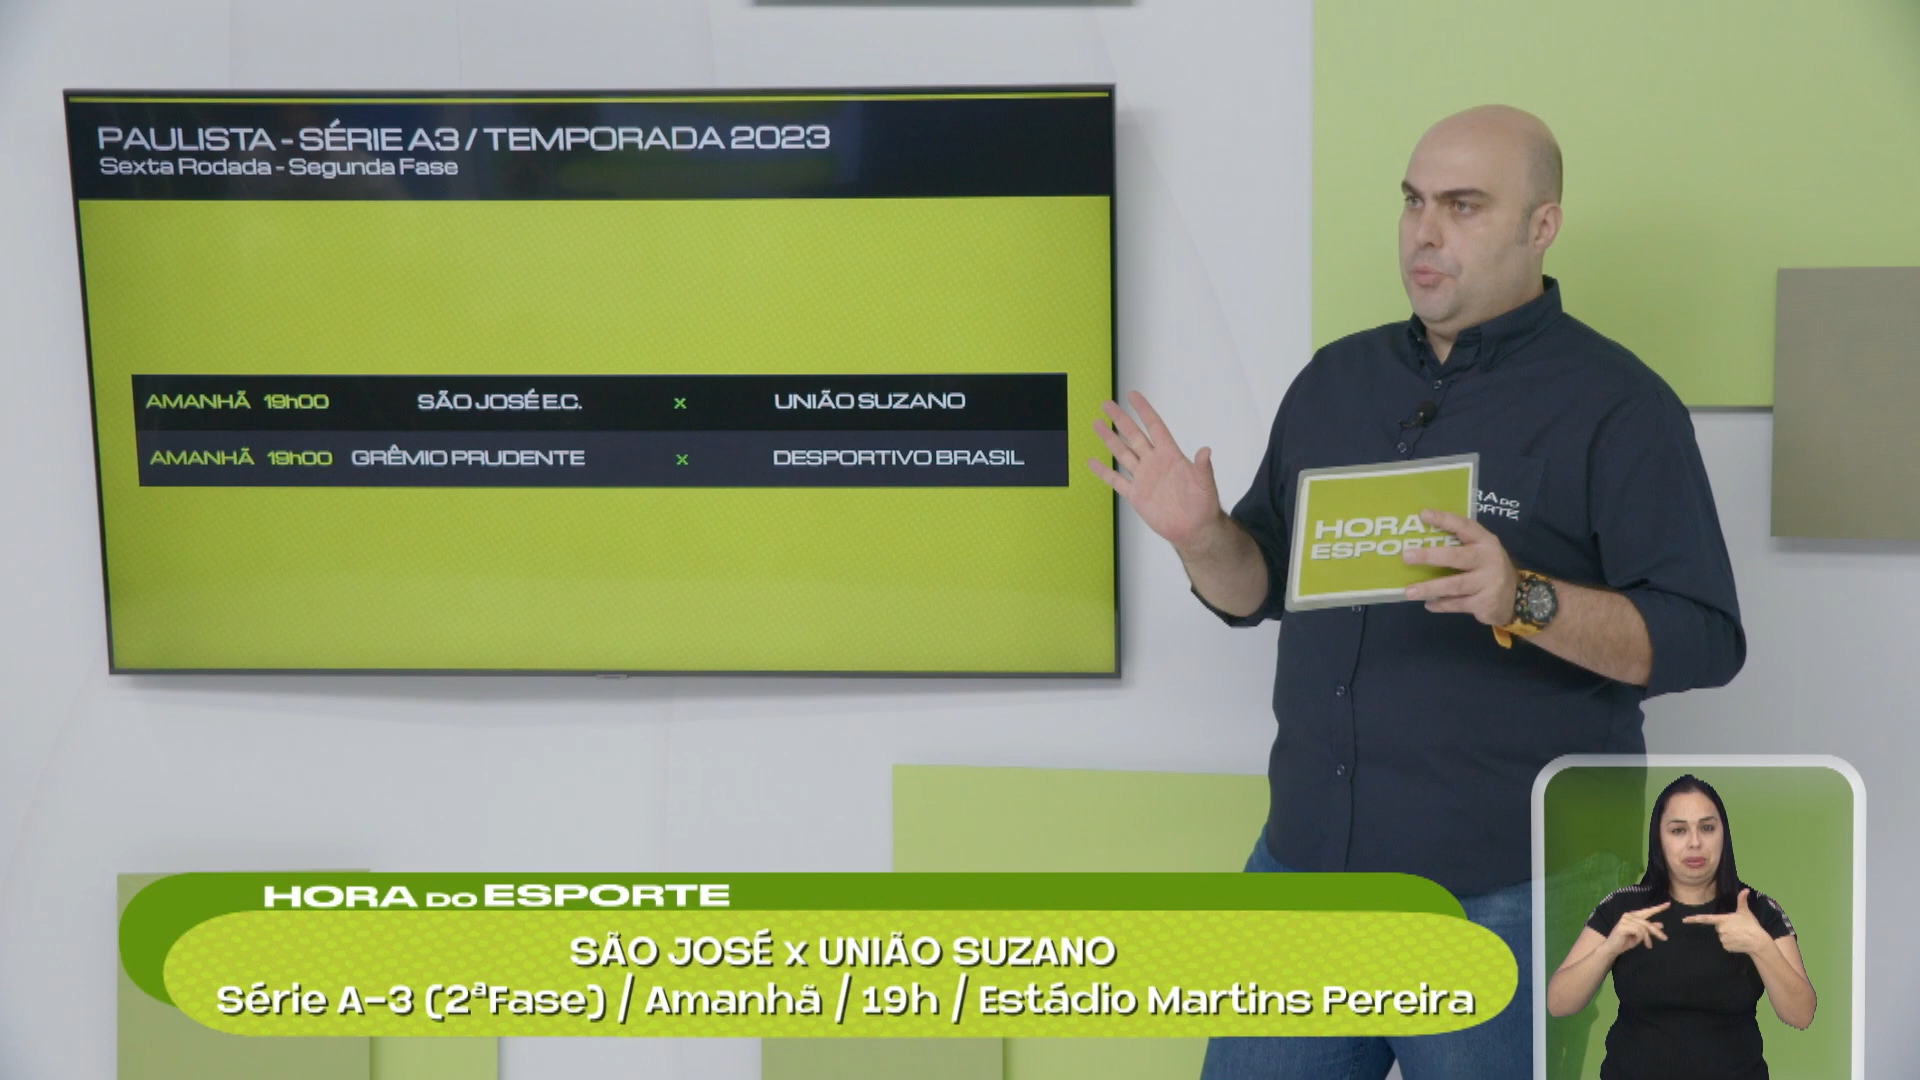 PAULISTA - SÉRIE A3 / TEMPORADA 2023
Sexta Rodada - Segunda Fase
AMANHÃ 19h00 SÃO JOSÉ E.C. x UNIÃO SUZANO
AMANHÃ 19h00 GRÊMIO PRUDENTE x DESPORTIVO BRASIL
HORA
ESPORTE
HORA DO ESPORTE
SÃO JOSÉ x UNIÃO SUZANO
Série A-3 (2ªFase) / Amanhã / 19h / Estádio Martins Pereira